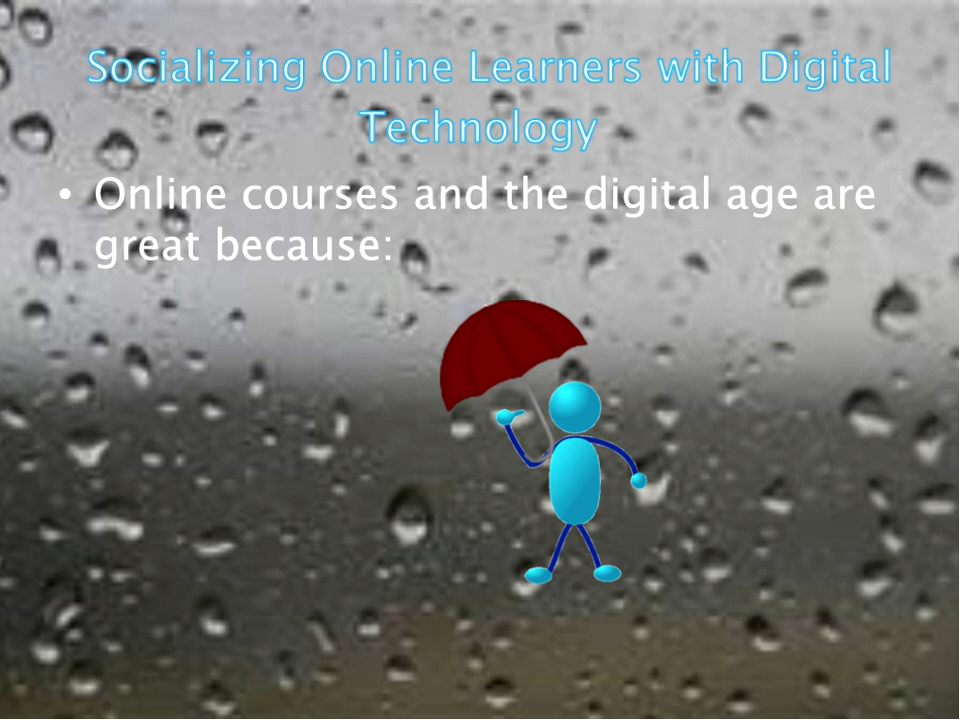 Socializing Online Learners with Digital
Technology
• Online courses and the digital age are
great because: